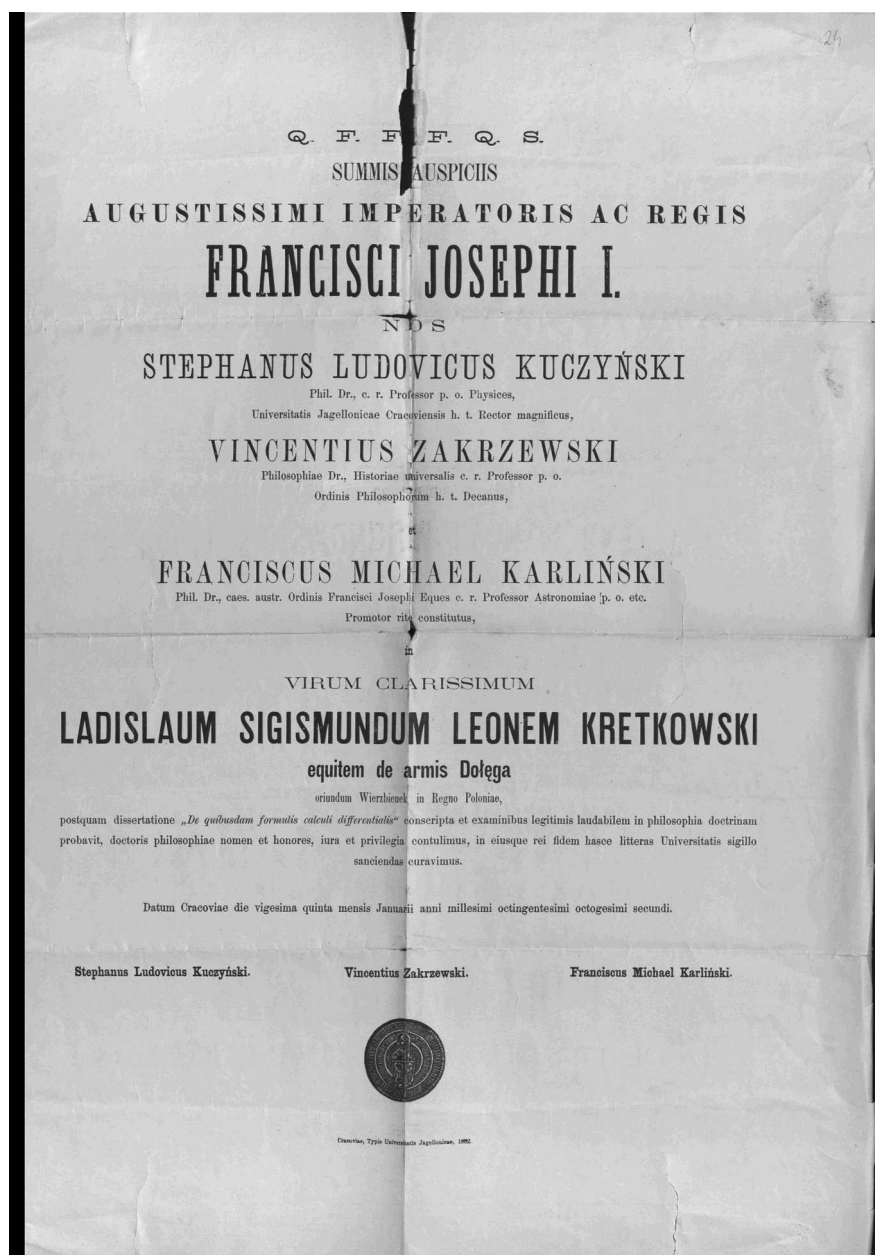 24
Q. F. F. F. Q. S.
SUMMIS AUSPICIIS
AUGUSTISSIMI IMPERATORIS AC REGIS
FRANCISCI JOSEPHI I.
NOS
STEPHANUS LUDOVICUS KUCZYŃSKI
Phil. Dr., c. r. Professor p. o. Physices,
Universitatis Jagellonicae Cracoviensis h. t. Rector magnificus,
VINCENTIUS ZAKRZEWSKI
Philosophiae Dr., Historiae universalis c. r. Professor p. o.
Ordinis Philosophorum h. t. Decanus,
et
FRANCISCUS MICHAEL KARLIŃSKI
Phil. Dr., caes. austr. Ordinis Francisci Josephi Eques c. r. Professor Astronomiae p. o. etc.
Promotor rite constitutus,
in
VIRUM CLARISSIMUM
LADISLAUM SIGISMUNDUM LEONEM KRETKOWSKI
equitem de armis Dołęga
oriundum Wierzbienek in Regno Poloniae,
postquam dissertatione „De quibusdam formulis calculi differentialis“ conscripta et examinibus legitimis laudabilem in philosophia doctrinam
probavit, doctoris philosophiae nomen et honores, iura et privilegia contulimus, in eiusque rei fidem hasce litteras Universitatis sigillo
sanciendas curavimus.
Datum Cracoviae die vigesima quinta mensis Januarii anni millesimi octingentesimi octogesimi secundi.
Stephanus Ludovicus Kuczyński. Vincentius Zakrzewski. Franciscus Michael Karliński.
Cracoviae, Typis Universitatis Jagellonicae, 1882.